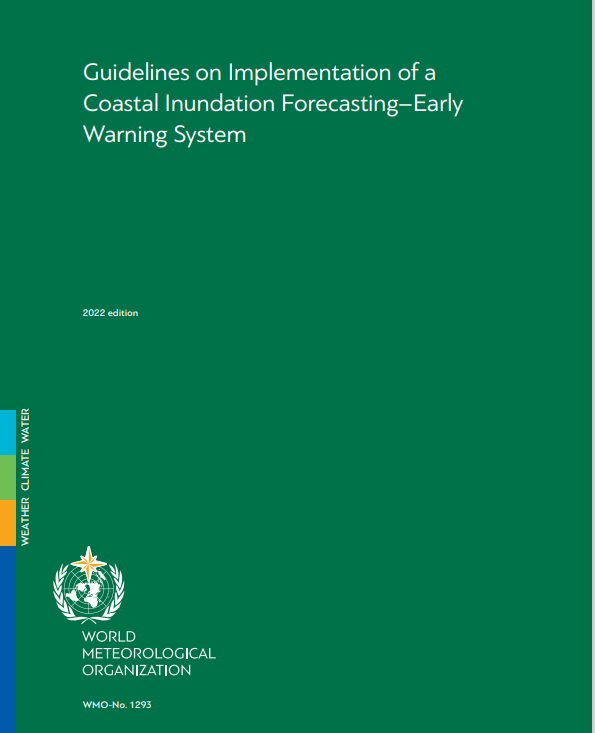 Guidelines on Implementation of a
Coastal Inundation Forecasting–Early
Warning System
2022 edition
WEATHER CLIMATE WATER
WORLD
METEOROLOGICAL
ORGANIZATION
WMO-No. 1293